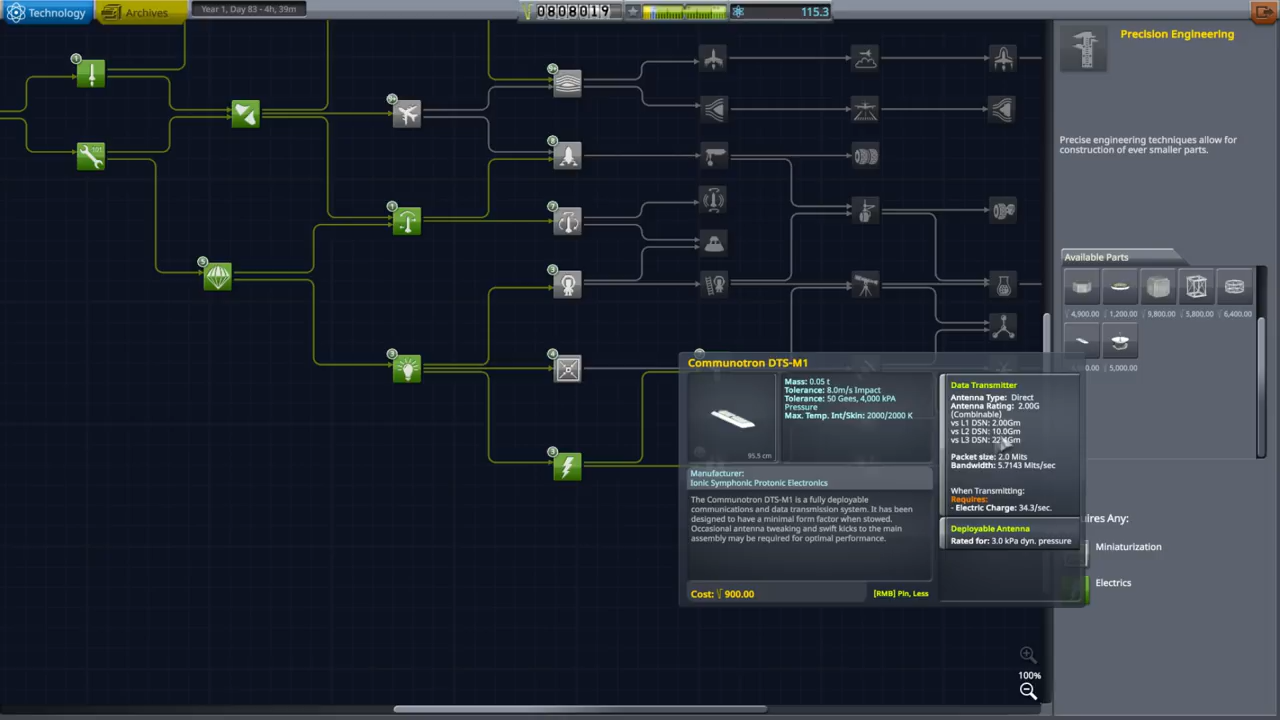 Technology
Archives
Year 1, Day 83 - 4h, 39m
0808019
115.3
Precision Engineering
Precise engineering techniques allow for
construction of ever smaller parts.
Available Parts
4,900.00
1,200.00
9,800.00
5,800.00
6,400.00
5,000.00
Communotron DTS-M1
Mass: 0.05 t
Tolerance: 8.0m/s Impact
Tolerance: 50 Gees, 4,000 kPa
Pressure
Max. Temp. Int/Skin: 2000/2000 K
95.5 cm
Manufacturer:
Ionic Symphonic Protonic Electronics
The Communotron DTS-M1 is a fully deployable
communications and data transmission system. It has been
designed to have a minimal form factor when stowed.
Occasional antenna tweaking and swift kicks to the main
assembly may be required for optimal performance.
Cost: 900.00
[RMB] Pin, Less
Data Transmitter
Antenna Type: Direct
Antenna Rating: 2.00G
(Combinable)
vs L1 DSN: 2.00Gm
vs L2 DSN: 10.0Gm
vs L3 DSN:
Packet size: 2.0 Mits
Bandwidth: 5.7143 Mits/sec
When Transmitting:
Requires:
- Electric Charge: 34.3/sec.
Deployable Antenna
Rated for: 3.0 kPa dyn. pressure
Any:
Miniaturization
Electrics
100%